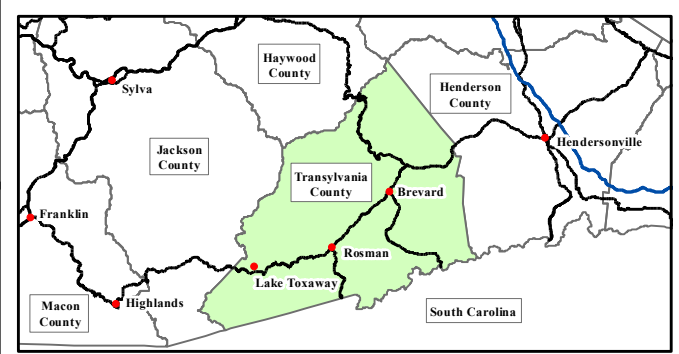 Haywood
County
Henderson
County
Sylva
Hendersonville
Jackson
County
Transylvania
County
Brevard
Franklin
Rosman
Lake Toxaway
Highlands
Macon
County
South Carolina